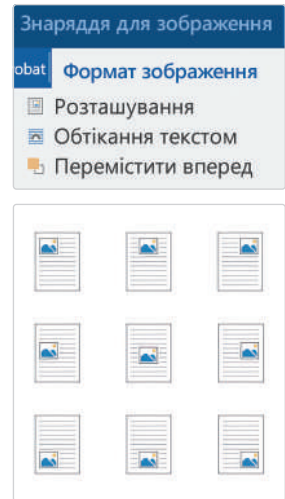 Знаряддя для зображення
obat Формат зображення
Розташування
Обтікання текстом
Перемістити вперед